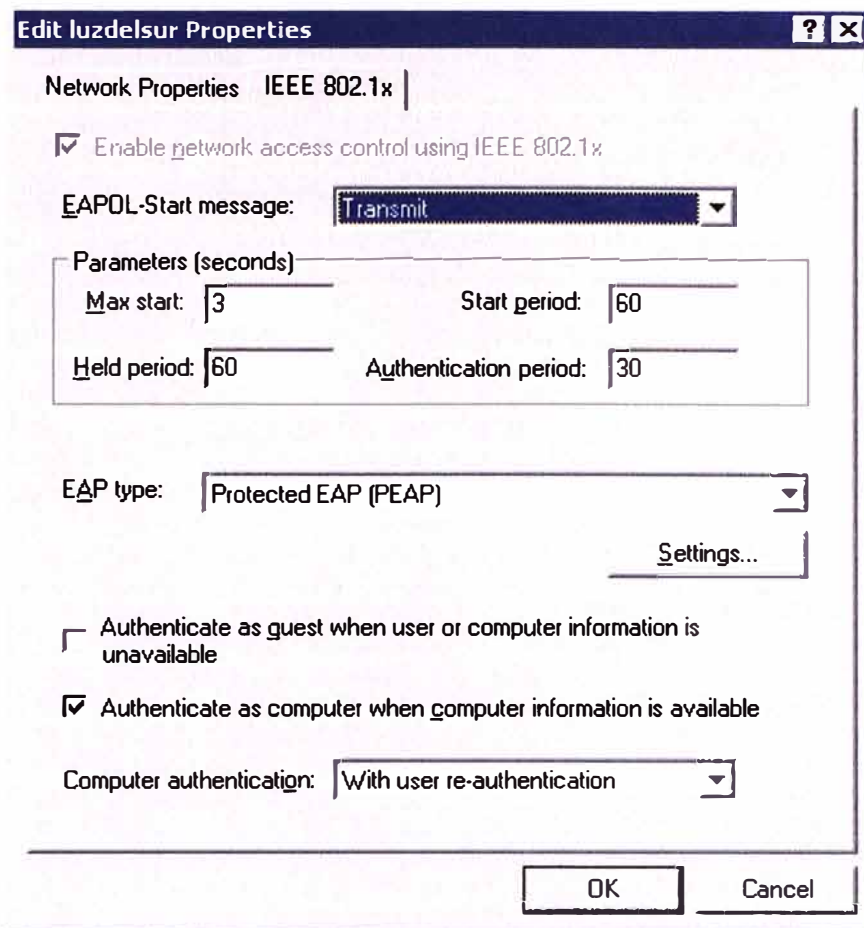 Edit luzdelsur Properties
Network Properties IEEE 802.1x
Enable network access control using IEEE 802.1x
EAPOL-Start message: Transmit
Parameters (seconds)
Max start: 3 Start period: 60
Held period: 60 Authentication period: 30
EAP type: Protected EAP (PEAP)
Settings...
Authenticate as guest when user or computer information is
unavailable
Authenticate as computer when computer information is available
Computer authentication: With user re-authentication
OK Cancel